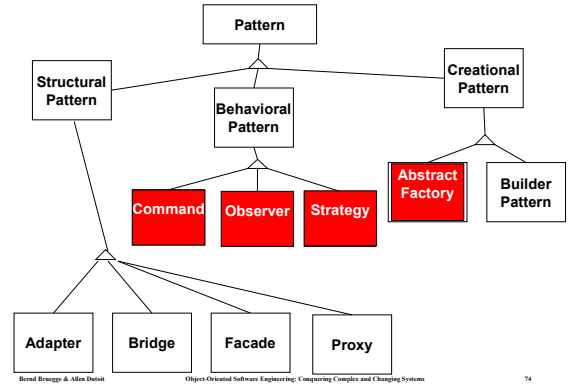 Pattern
Structural
Pattern
Behavioral
Pattern
Creational
Pattern
Command
Observer
Strategy
Abstract
Factory
Builder
Pattern
Adapter
Bridge
Facade
Proxy
Bernd Bruegge & Allen Dutoit Object-Oriented Software Engineering: Conquering Complex and Changing Systems 74